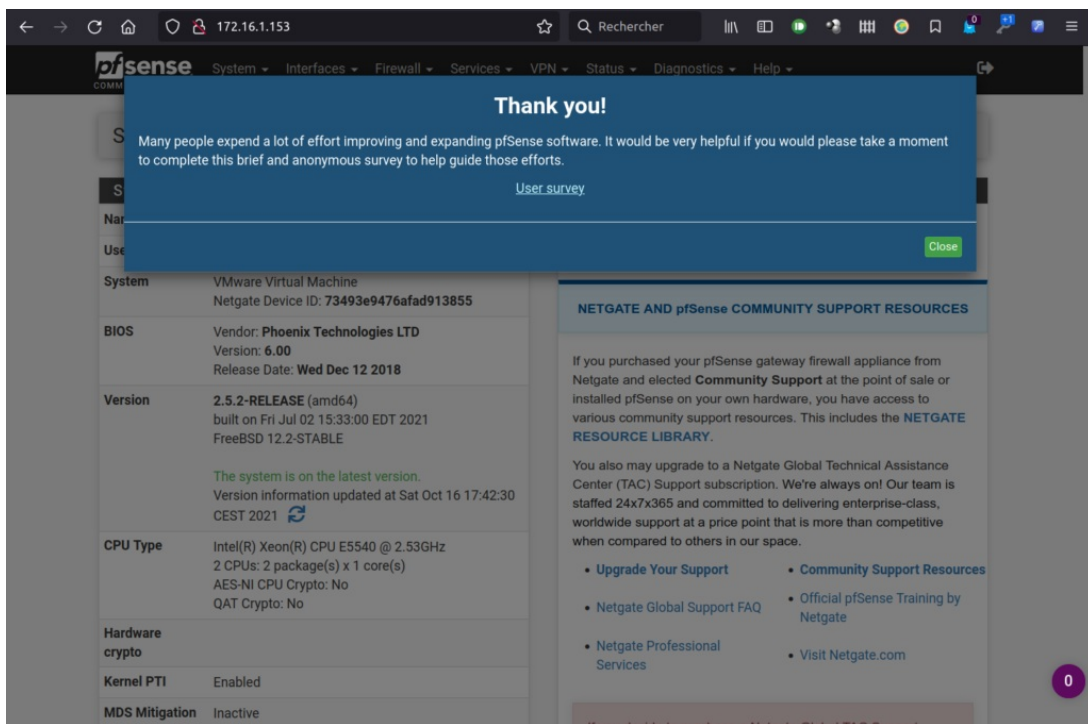 172.16.1.153
Rechercher
0
+1
pfsense
System
Interfaces
Firewall
Services
VPN
Status
Diagnostics
Help
COMM
Thank you!
Many people expend a lot of effort improving and expanding pfSense software. It would be very helpful if you would please take a moment
to complete this brief and anonymous survey to help guide those efforts.
User survey
Close
S
S
Nar
Use
System
VMware Virtual Machine
Netgate Device ID: 73493e9476afad913855
BIOS
Vendor: Phoenix Technologies LTD
Version: 6.00
Release Date: Wed Dec 12 2018
Version
2.5.2-RELEASE (amd64)
built on Fri Jul 02 15:33:00 EDT 2021
FreeBSD 12.2-STABLE
The system is on the latest version.
Version information updated at Sat Oct 16 17:42:30
CEST 2021
CPU Type
Intel(R) Xeon(R) CPU E5540 @ 2.53GHz
2 CPUs: 2 package(s) x 1 core(s)
AES-NI CPU Crypto: No
QAT Crypto: No
Hardware
crypto
Kernel PTI
Enabled
MDS Mitigation
Inactive
NETGATE AND pfSense COMMUNITY SUPPORT RESOURCES
If you purchased your pfSense gateway firewall appliance from
Netgate and elected Community Support at the point of sale or
installed pfSense on your own hardware, you have access to
various community support resources. This includes the NETGATE
RESOURCE LIBRARY.
You also may upgrade to a Netgate Global Technical Assistance
Center (TAC) Support subscription. We're always on! Our team is
staffed 24x7x365 and committed to delivering enterprise-class,
worldwide support at a price point that is more than competitive
when compared to others in our space.
Upgrade Your Support
Community Support Resources
Netgate Global Support FAQ
Official pfSense Training by
Netgate
Netgate Professional
Services
Visit Netgate.com
0